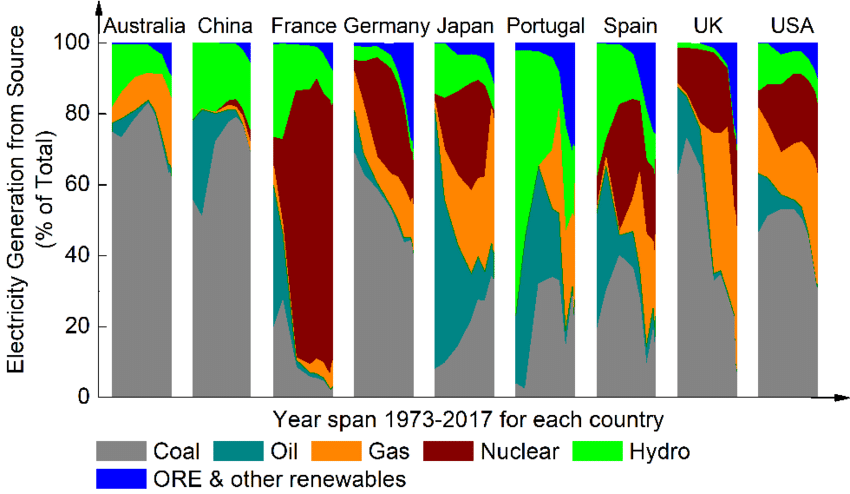 Australia China France Germany Japan Portugal Spain UK USA
Electricity Generation from Source
(% of Total)
100
80
60
40
20
0
Year span 1973-2017 for each country
Coal Oil Gas Nuclear Hydro
ORE & other renewables